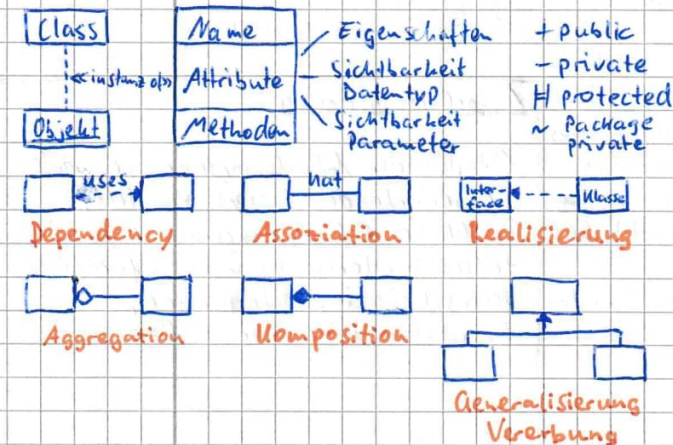 Class
Name
Eigenschaften
+ public
«instanz of»
Attribute
Sichtbarkeit
Datentyp
- private
# protected
Objekt
Methoden
Sichtbarkeit
Parameter
~ Package
private
uses
hat
Inter-
face
Klasse
Dependency
Assoziation
Realisierung
Aggregation
Komposition
Generalisierung
Vererbung